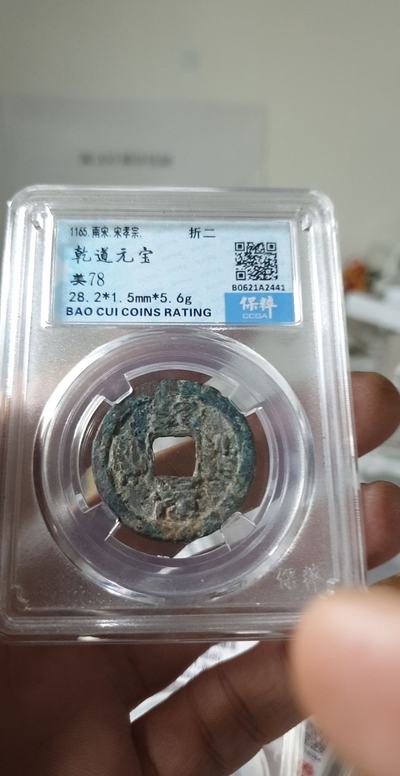 1165.南宋.宋孝宗. 折二
乾道元宝
美78
28.2*1.5mm*5.6g
BAO CUI COINS RATING
B0621A2441
保粹
CCGA